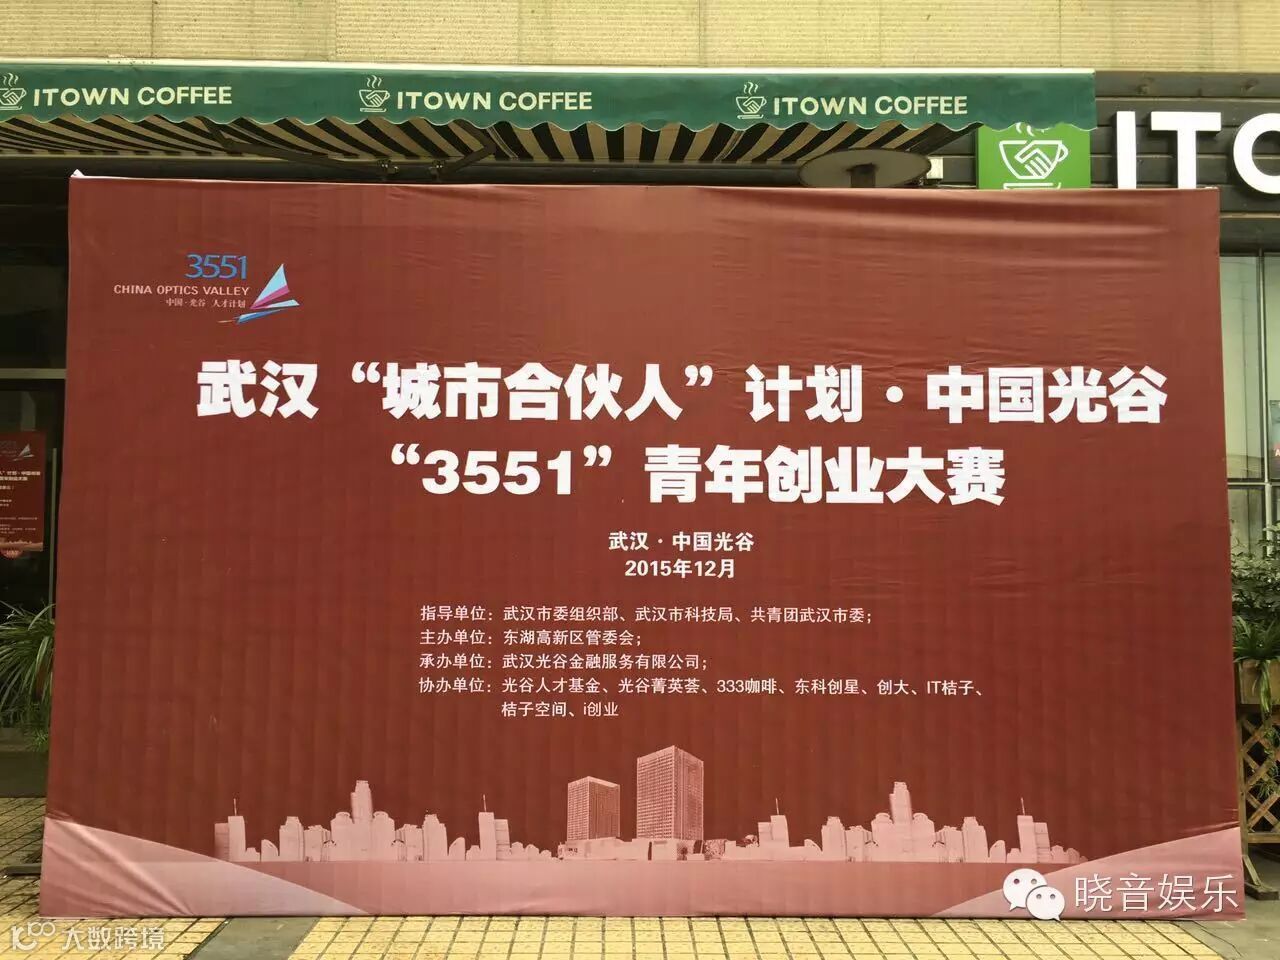 ITOWN COFFEE
ITOWN COFFEE
ITOWN COFFEE
ITO
3551
CHINA OPTICS VALLEY
中国·光谷 人才计划
武汉“城市合伙人”计划·中国光谷
“3551”青年创业大赛
武汉·中国光谷
2015年12月
指导单位：武汉市委组织部、武汉市科技局、共青团武汉市委；
主办单位：东湖高新区管委会；
承办单位：武汉光谷金融服务有限公司；
协办单位：光谷人才基金、光谷菁英荟、333咖啡、东科创星、创大、IT桔子、
桔子空间、i创业
晓音娱乐
大数跨境